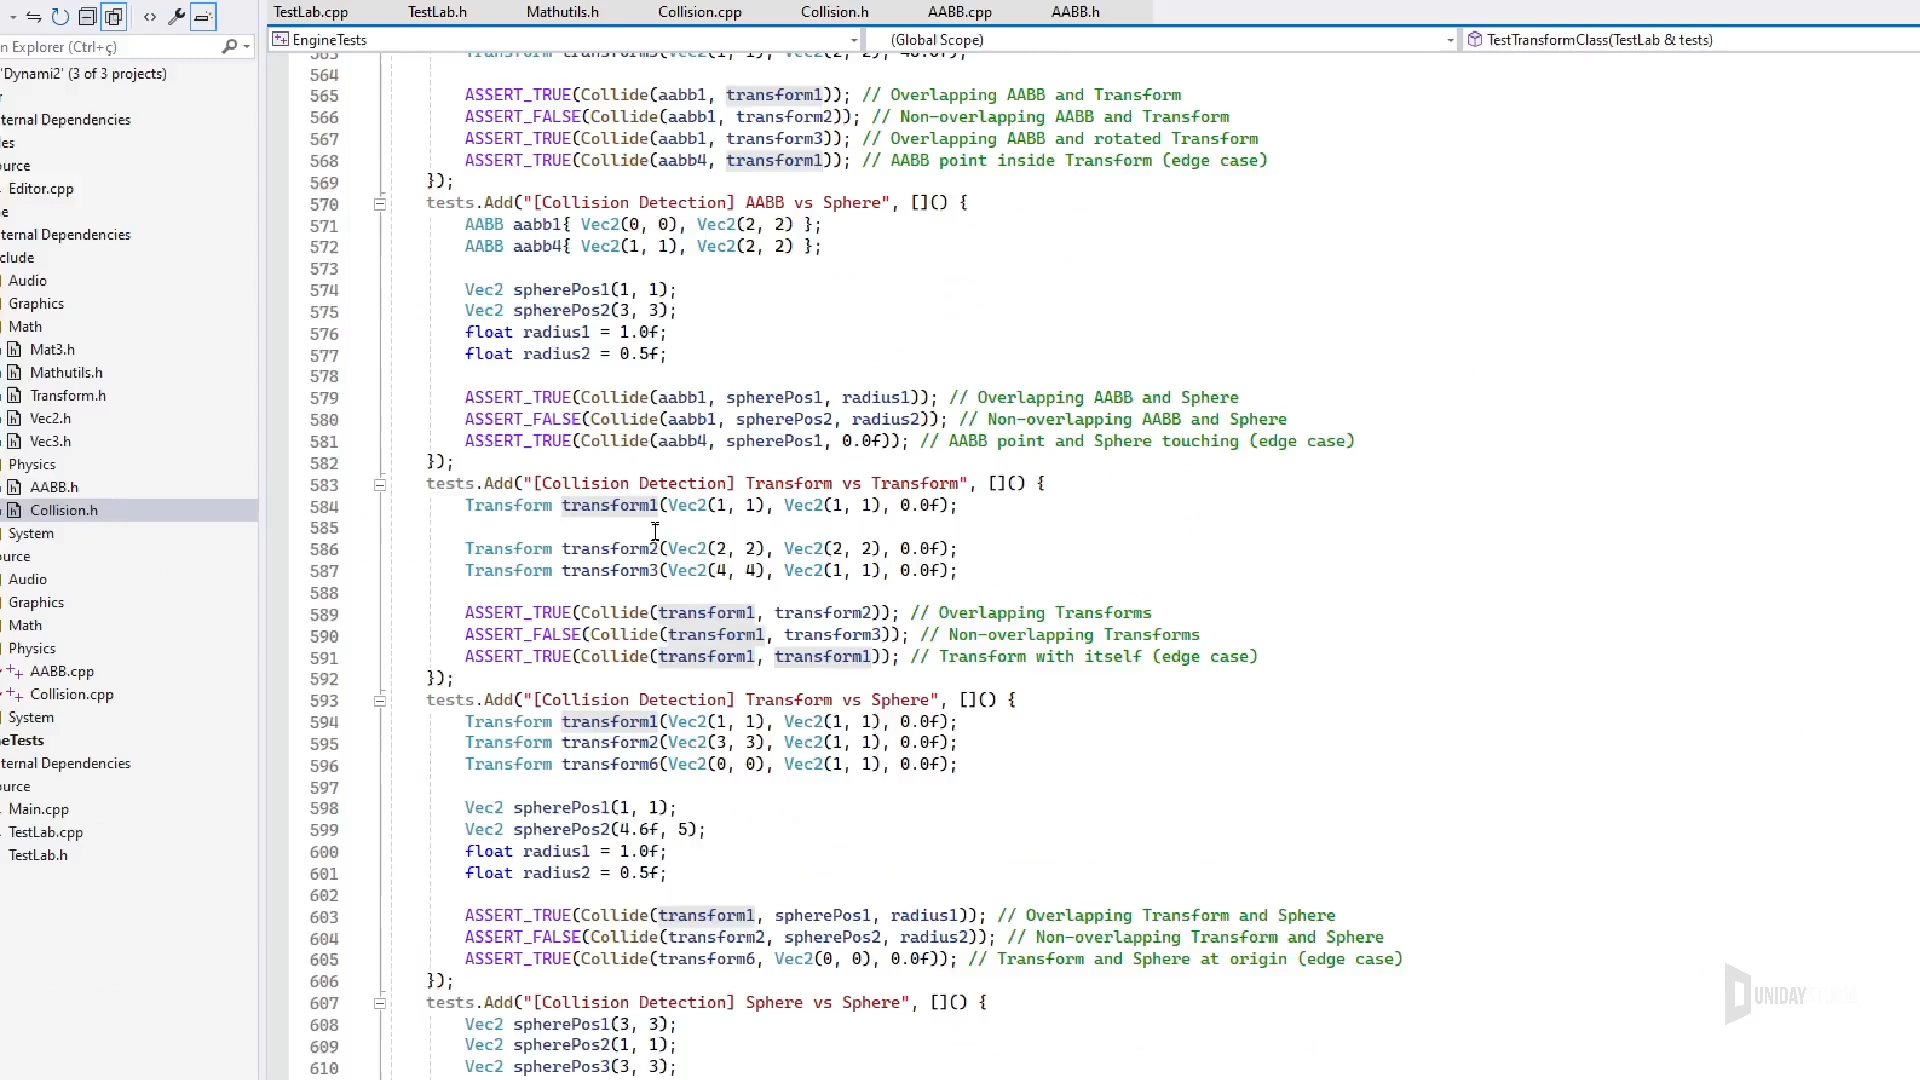 TestLab.cpp TestLab.h Mathutils.h Collision.cpp Collision.h AABB.cpp AABB.h
n Explorer (Ctrl+ç)
EngineTests (Global Scope) TestTransformClass(TestLab & tests)
'Dynami2' (3 of 3 projects)
r
ternal Dependencies
les
ource
Editor.cpp
ne
ternal Dependencies
clude
Audio
Graphics
Math
Mat3.h
Mathutils.h
Transform.h
Vec2.h
Vec3.h
Physics
AABB.h
Collision.h
System
ource
Audio
Graphics
Math
Physics
AABB.cpp
Collision.cpp
System
eTests
ternal Dependencies
ource
Main.cpp
TestLab.cpp
TestLab.h
563 Transform transform3(Vec2(1, 1), Vec2(2, 2), 45.0f);
564
565 ASSERT_TRUE(Collide(aabb1, transform1)); // Overlapping AABB and Transform
566 ASSERT_FALSE(Collide(aabb1, transform2)); // Non-overlapping AABB and Transform
567 ASSERT_TRUE(Collide(aabb1, transform3)); // Overlapping AABB and rotated Transform
568 ASSERT_TRUE(Collide(aabb4, transform1)); // AABB point inside Transform (edge case)
569 });
570 tests.Add("[Collision Detection] AABB vs Sphere", []() {
571 AABB aabb1{ Vec2(0, 0), Vec2(2, 2) };
572 AABB aabb4{ Vec2(1, 1), Vec2(2, 2) };
573
574 Vec2 spherePos1(1, 1);
575 Vec2 spherePos2(3, 3);
576 float radius1 = 1.0f;
577 float radius2 = 0.5f;
578
579 ASSERT_TRUE(Collide(aabb1, spherePos1, radius1)); // Overlapping AABB and Sphere
580 ASSERT_FALSE(Collide(aabb1, spherePos2, radius2)); // Non-overlapping AABB and Sphere
581 ASSERT_TRUE(Collide(aabb4, spherePos1, 0.0f)); // AABB point and Sphere touching (edge case)
582 });
583 tests.Add("[Collision Detection] Transform vs Transform", []() {
584 Transform transform1(Vec2(1, 1), Vec2(1, 1), 0.0f);
585
586 Transform transform2(Vec2(2, 2), Vec2(2, 2), 0.0f);
587 Transform transform3(Vec2(4, 4), Vec2(1, 1), 0.0f);
588
589 ASSERT_TRUE(Collide(transform1, transform2)); // Overlapping Transforms
590 ASSERT_FALSE(Collide(transform1, transform3)); // Non-overlapping Transforms
591 ASSERT_TRUE(Collide(transform1, transform1)); // Transform with itself (edge case)
592 });
593 tests.Add("[Collision Detection] Transform vs Sphere", []() {
594 Transform transform1(Vec2(1, 1), Vec2(1, 1), 0.0f);
595 Transform transform2(Vec2(3, 3), Vec2(1, 1), 0.0f);
596 Transform transform6(Vec2(0, 0), Vec2(1, 1), 0.0f);
597
598 Vec2 spherePos1(1, 1);
599 Vec2 spherePos2(4.6f, 5);
600 float radius1 = 1.0f;
601 float radius2 = 0.5f;
602
603 ASSERT_TRUE(Collide(transform1, spherePos1, radius1)); // Overlapping Transform and Sphere
604 ASSERT_FALSE(Collide(transform2, spherePos2, radius2)); // Non-overlapping Transform and Sphere
605 ASSERT_TRUE(Collide(transform6, Vec2(0, 0), 0.0f)); // Transform and Sphere at origin (edge case)
606 });
607 tests.Add("[Collision Detection] Sphere vs Sphere", []() {
608 Vec2 spherePos1(3, 3);
609 Vec2 spherePos2(1, 1);
610 Vec2 spherePos3(3, 3);
UNIDAY